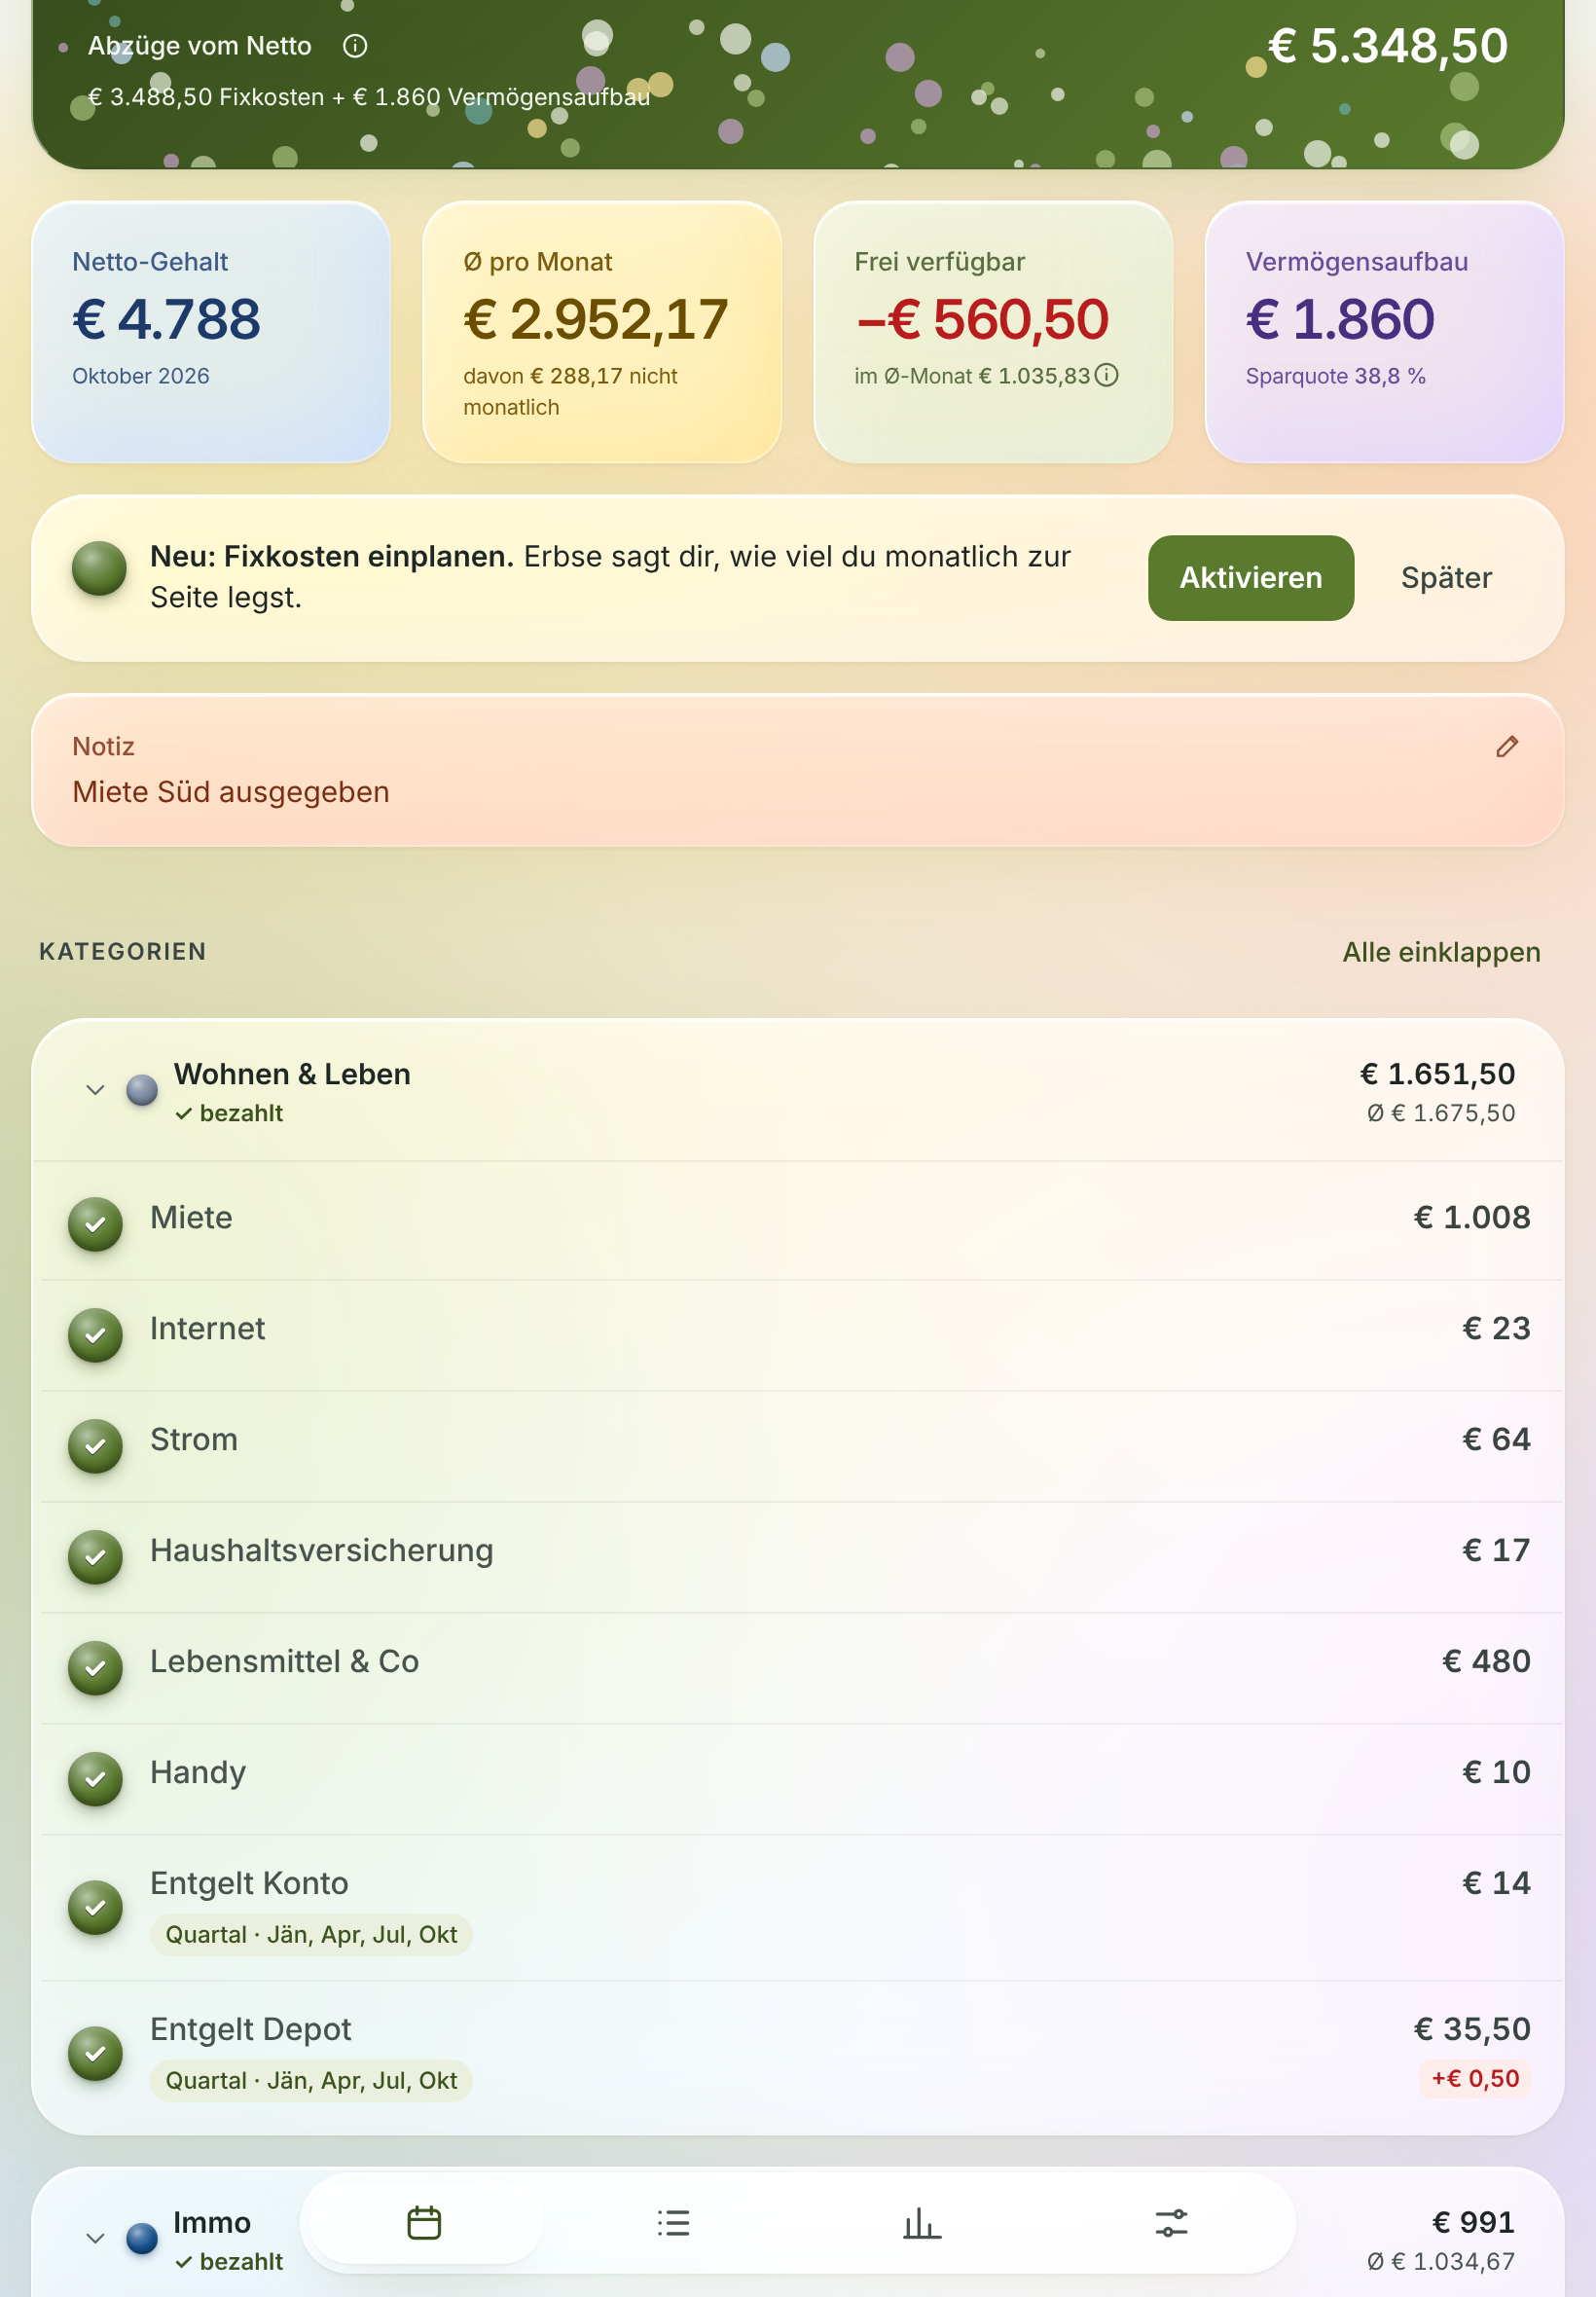 Abzüge vom Netto
€ 5.348,50
€ 3.488,50 Fixkosten + € 1.860 Vermögensaufbau
Netto-Gehalt
€ 4.788
Oktober 2026
Ø pro Monat
€ 2.952,17
davon € 288,17 nicht
monatlich
Frei verfügbar
−€ 560,50
im Ø-Monat € 1.035,83
Vermögensaufbau
€ 1.860
Sparquote 38,8 %
Neu: Fixkosten einplanen. Erbse sagt dir, wie viel du monatlich zur
Seite legst.
Aktivieren
Später
Notiz
Miete Süd ausgegeben
KATEGORIEN
Alle einklappen
Wohnen & Leben
€ 1.651,50
✓ bezahlt
Ø € 1.675,50
Miete
€ 1.008
Internet
€ 23
Strom
€ 64
Haushaltsversicherung
€ 17
Lebensmittel & Co
€ 480
Handy
€ 10
Entgelt Konto
€ 14
Quartal · Jän, Apr, Jul, Okt
Entgelt Depot
€ 35,50
Quartal · Jän, Apr, Jul, Okt
+€ 0,50
Immo
€ 991
✓ bezahlt
Ø € 1.034,67